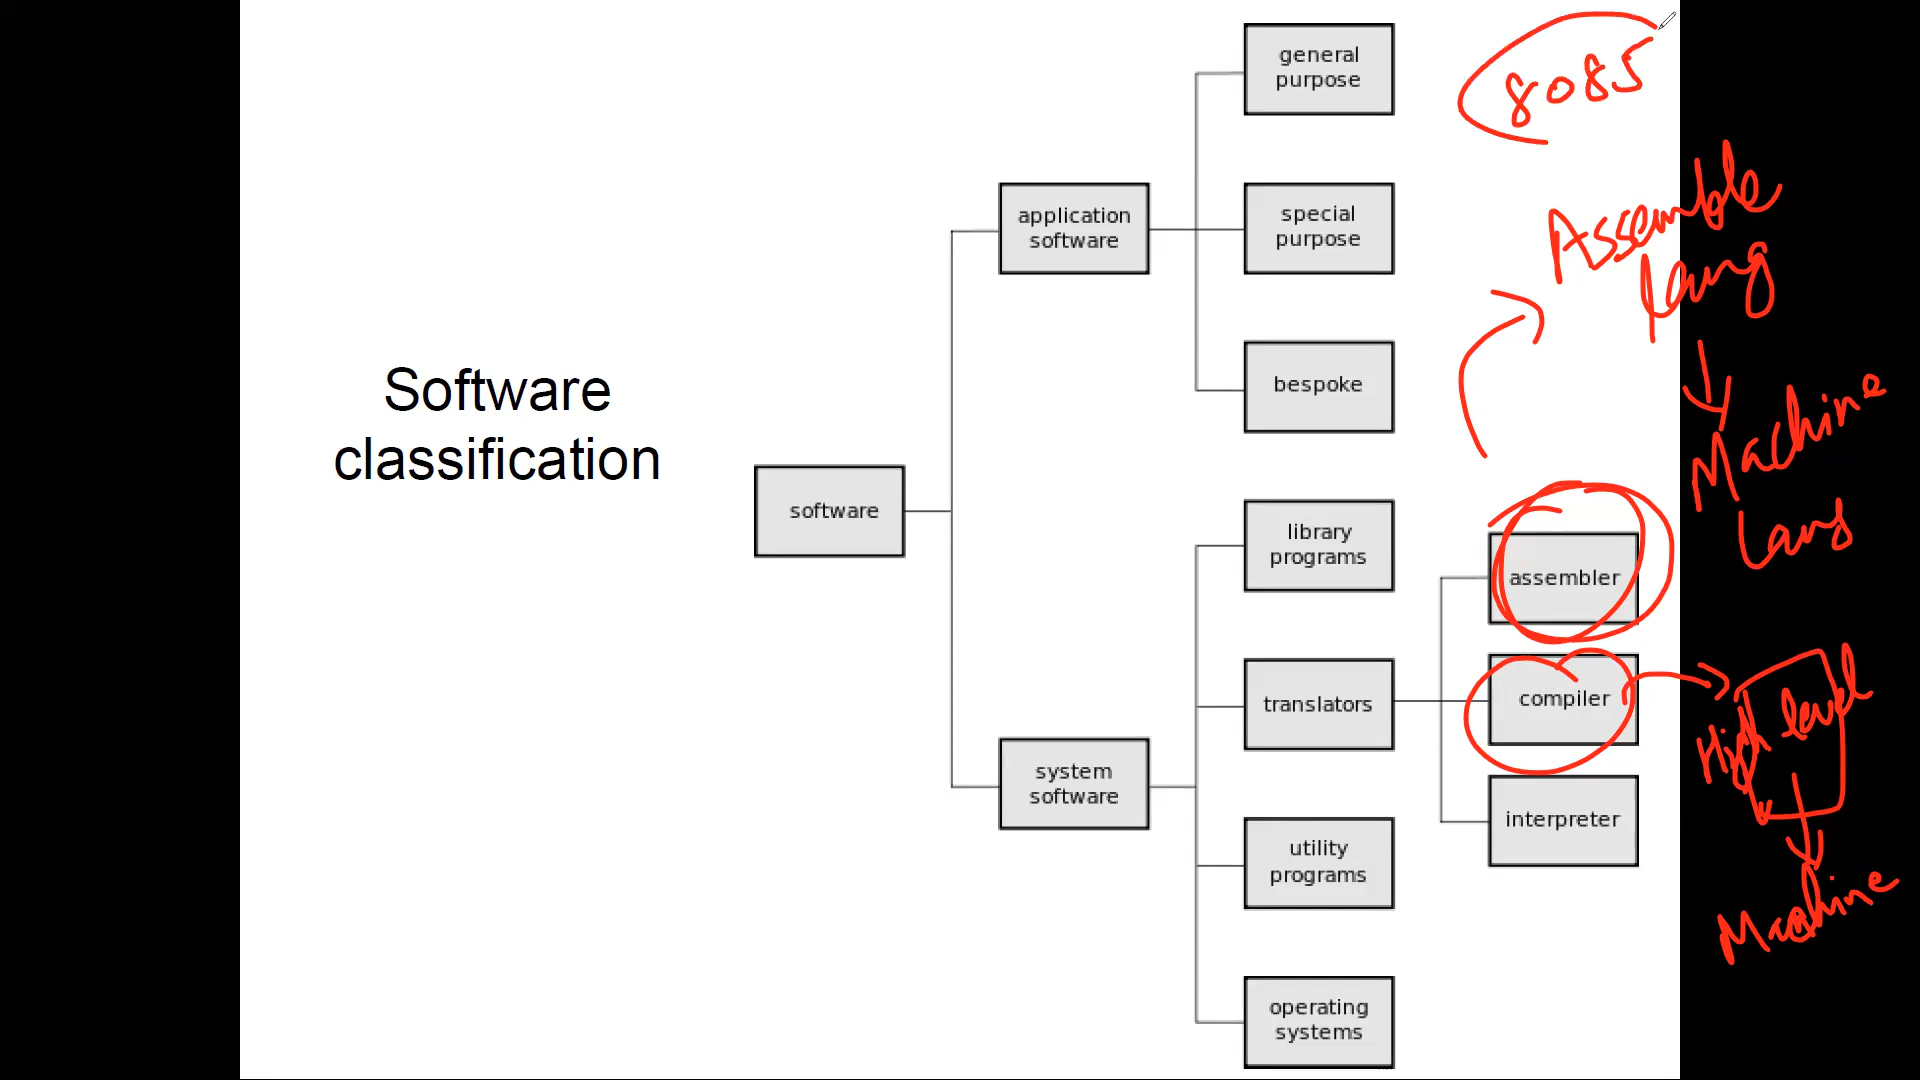 general
purpose
8085
application
software
special
purpose
Assemble
lang
bespoke
Software
classification
Machine
Lang
software
library
programs
assembler
translators
compiler
High level
system
software
interpreter
utility
programs
Machine
operating
systems